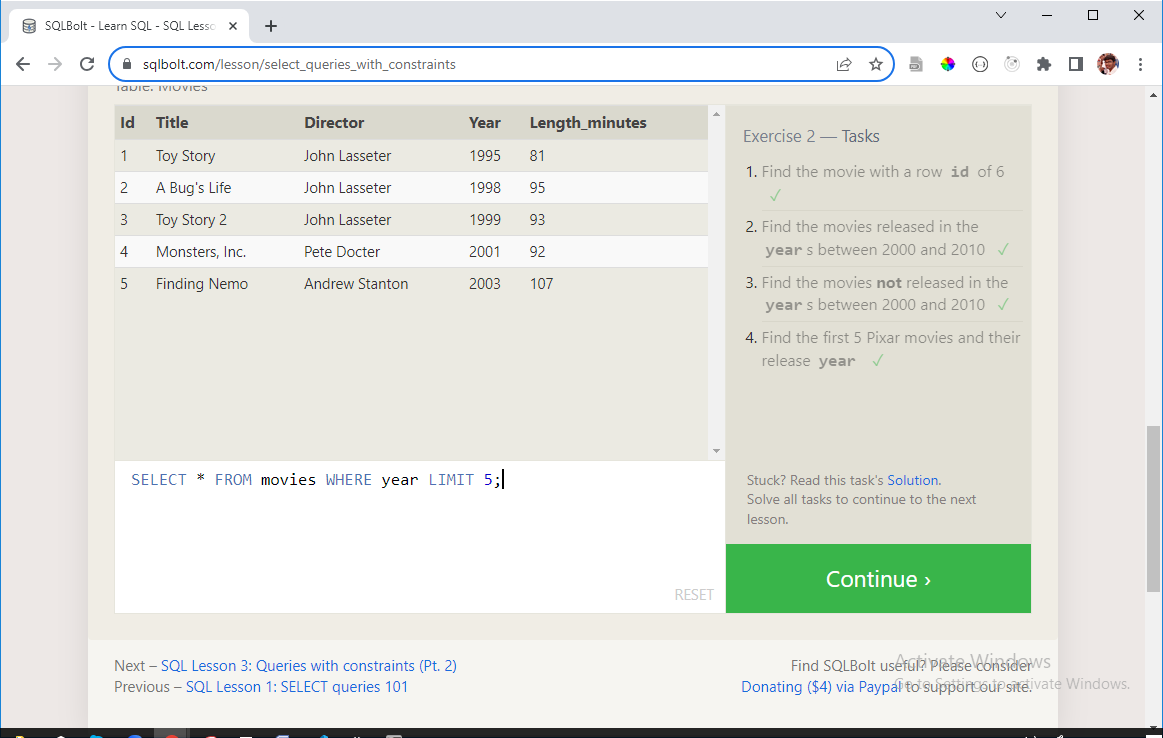 SQLBolt - Learn SQL - SQL Lesso
sqlbolt.com/lesson/select_queries_with_constraints
Table: Movies
Id Title Director Year Length_minutes
1 Toy Story John Lasseter 1995 81
2 A Bug's Life John Lasseter 1998 95
3 Toy Story 2 John Lasseter 1999 93
4 Monsters, Inc. Pete Docter 2001 92
5 Finding Nemo Andrew Stanton 2003 107
SELECT * FROM movies WHERE year LIMIT 5;
RESET
Exercise 2 — Tasks
1. Find the movie with a row id of 6
✓
2. Find the movies released in the
year s between 2000 and 2010 ✓
3. Find the movies not released in the
year s between 2000 and 2010 ✓
4. Find the first 5 Pixar movies and their
release year ✓
Stuck? Read this task's Solution.
Solve all tasks to continue to the next
lesson.
Continue ›
Next – SQL Lesson 3: Queries with constraints (Pt. 2)
Previous – SQL Lesson 1: SELECT queries 101
Find SQLBolt useful? Please consider
Donating ($4) via Paypal to support our site.
Activate Windows
Go to Settings to activate Windows.